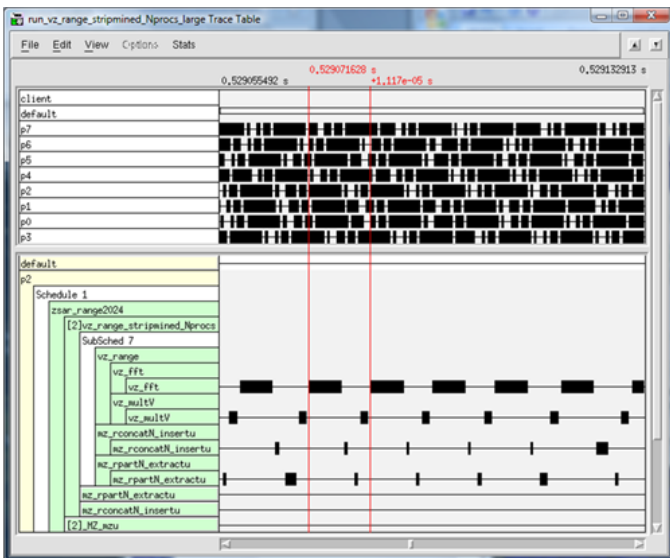 run_vz_range_stripmined_Nprocs_large Trace Table
File Edit View Options Stats
0.529071628 s 0.529132913 s
0.529055492 s +1.117e-05 s
client
default
p7
p6
p5
p4
p2
p1
p0
p3
default
p2
Schedule 1
zsar_range2024
[2]vz_range_stripmined_Nprocs
SubSched 7
vz_range
vz_fft
vz_fft
vz_multV
vz_multV
mz_rconcatN_insertu
mz_rconcatN_insertu
mz_rpartN_extractu
mz_rpartN_extractu
mz_rpartN_extractu
mz_rconcatN_insertu
[2]_MZ_mzu